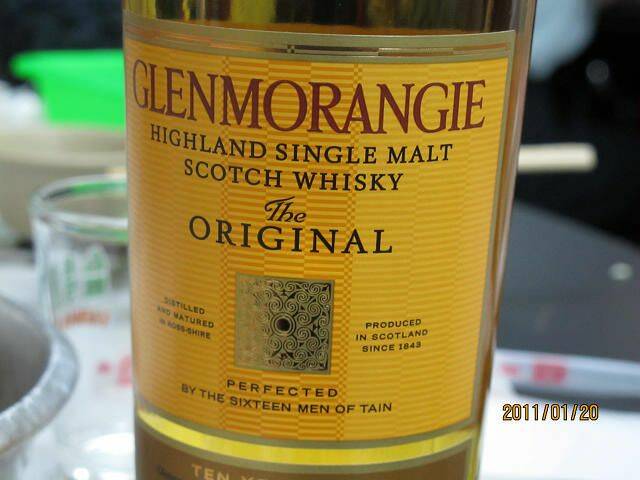 GLENMORANGIE
HIGHLAND SINGLE MALT
SCOTCH WHISKY
The
ORIGINAL
DISTILLED
AND MATURED
IN ROSS-SHIRE
PRODUCED
IN SCOTLAND
SINCE 1843
PERFECTED
BY THE SIXTEEN MEN OF TAIN
TEN
2011/01/20